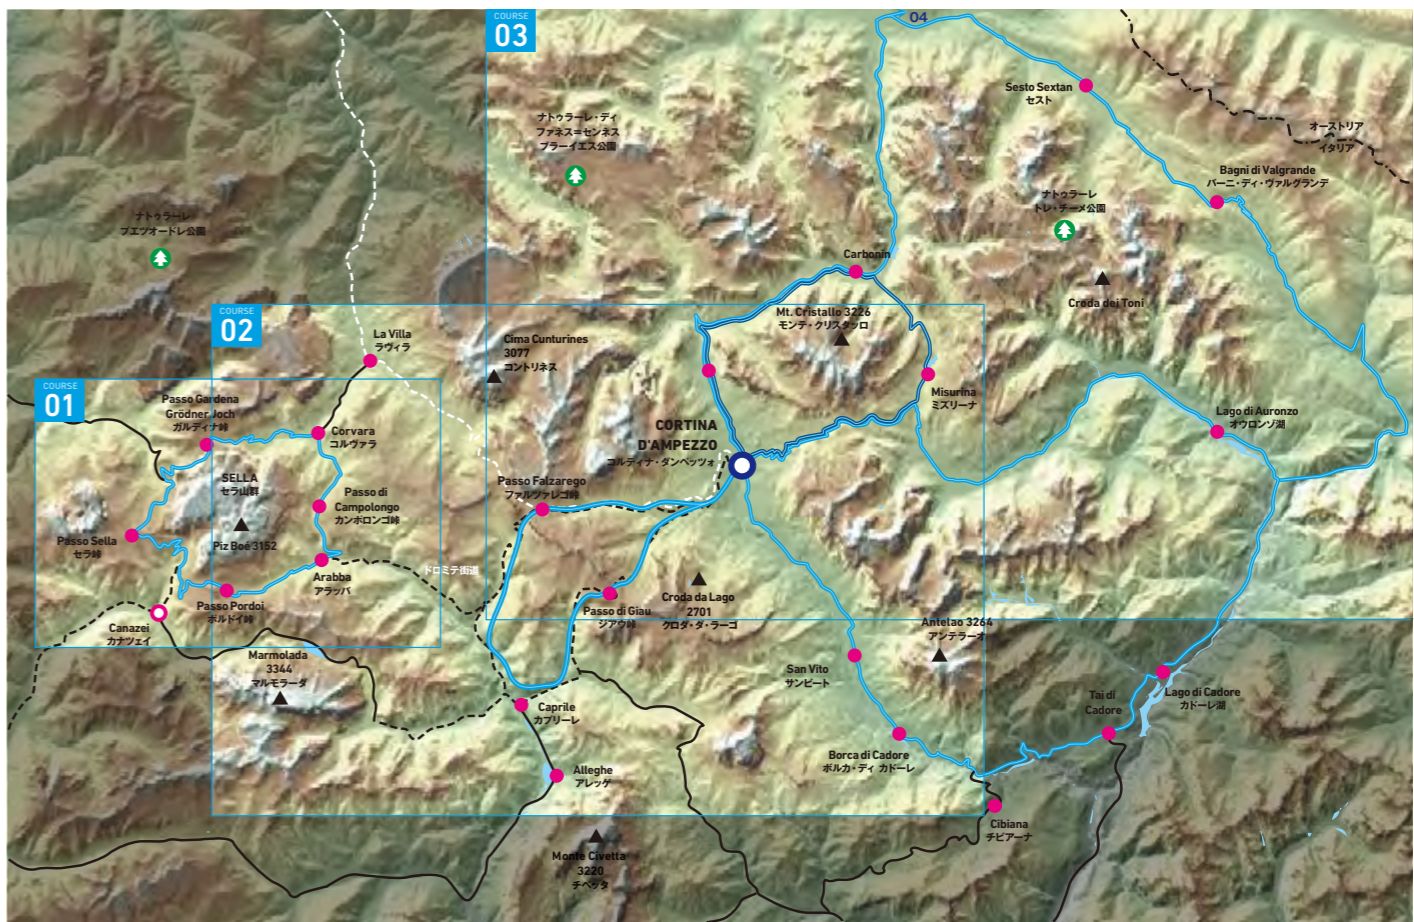 COURSE
03
04
Sesto Sextan
セスト
オーストリア
イタリア
ナトゥラーレ・ディ
ファネス=センネス
ブラーイエス公園
Bagni di Valgrande
バーニ・ディ・ヴァルグランデ
ナトゥラーレ
トレ・チーメ公園
ナトゥラーレ
プエツオードレ公園
Carbonin
Croda dei Toni
COURSE
02
Mt. Cristallo 3226
モンテ・クリスタッロ
La Villa
ラヴィラ
Cima Cunturines
3077
コントリネス
COURSE
01
Passo Gardena
Grödner Joch
ガルディナ峠
Misurina
ミズリーナ
Lago di Auronzo
オウロンゾ湖
Corvara
コルヴァラ
CORTINA
D'AMPEZZO
コルティナ・ダンペッツォ
SELLA
セラ山群
Passo Falzarego
ファルツァレゴ峠
Passo di
Campolongo
カンポロンゴ峠
Passo Sella
セラ峠
Piz Boé 3152
Arabba
アラッバ
ドロミテ街道
Passo Pordoi
ポルドイ峠
Passo di Giau
ジアウ峠
Croda da Lago
2701
クロダ・ダ・ラーゴ
Canazei
カナツェイ
Antelao 3264
アンテラーオ
Marmolada
3344
マルモラーダ
San Vito
サンビート
Lago di Cadore
カドーレ湖
Tai di
Cadore
Caprile
カプリーレ
Borca di Cadore
ボルカ・ディ カドーレ
Alleghe
アレッゲ
Cibiana
チビアーナ
Monte Civetta
3220
チベッタ